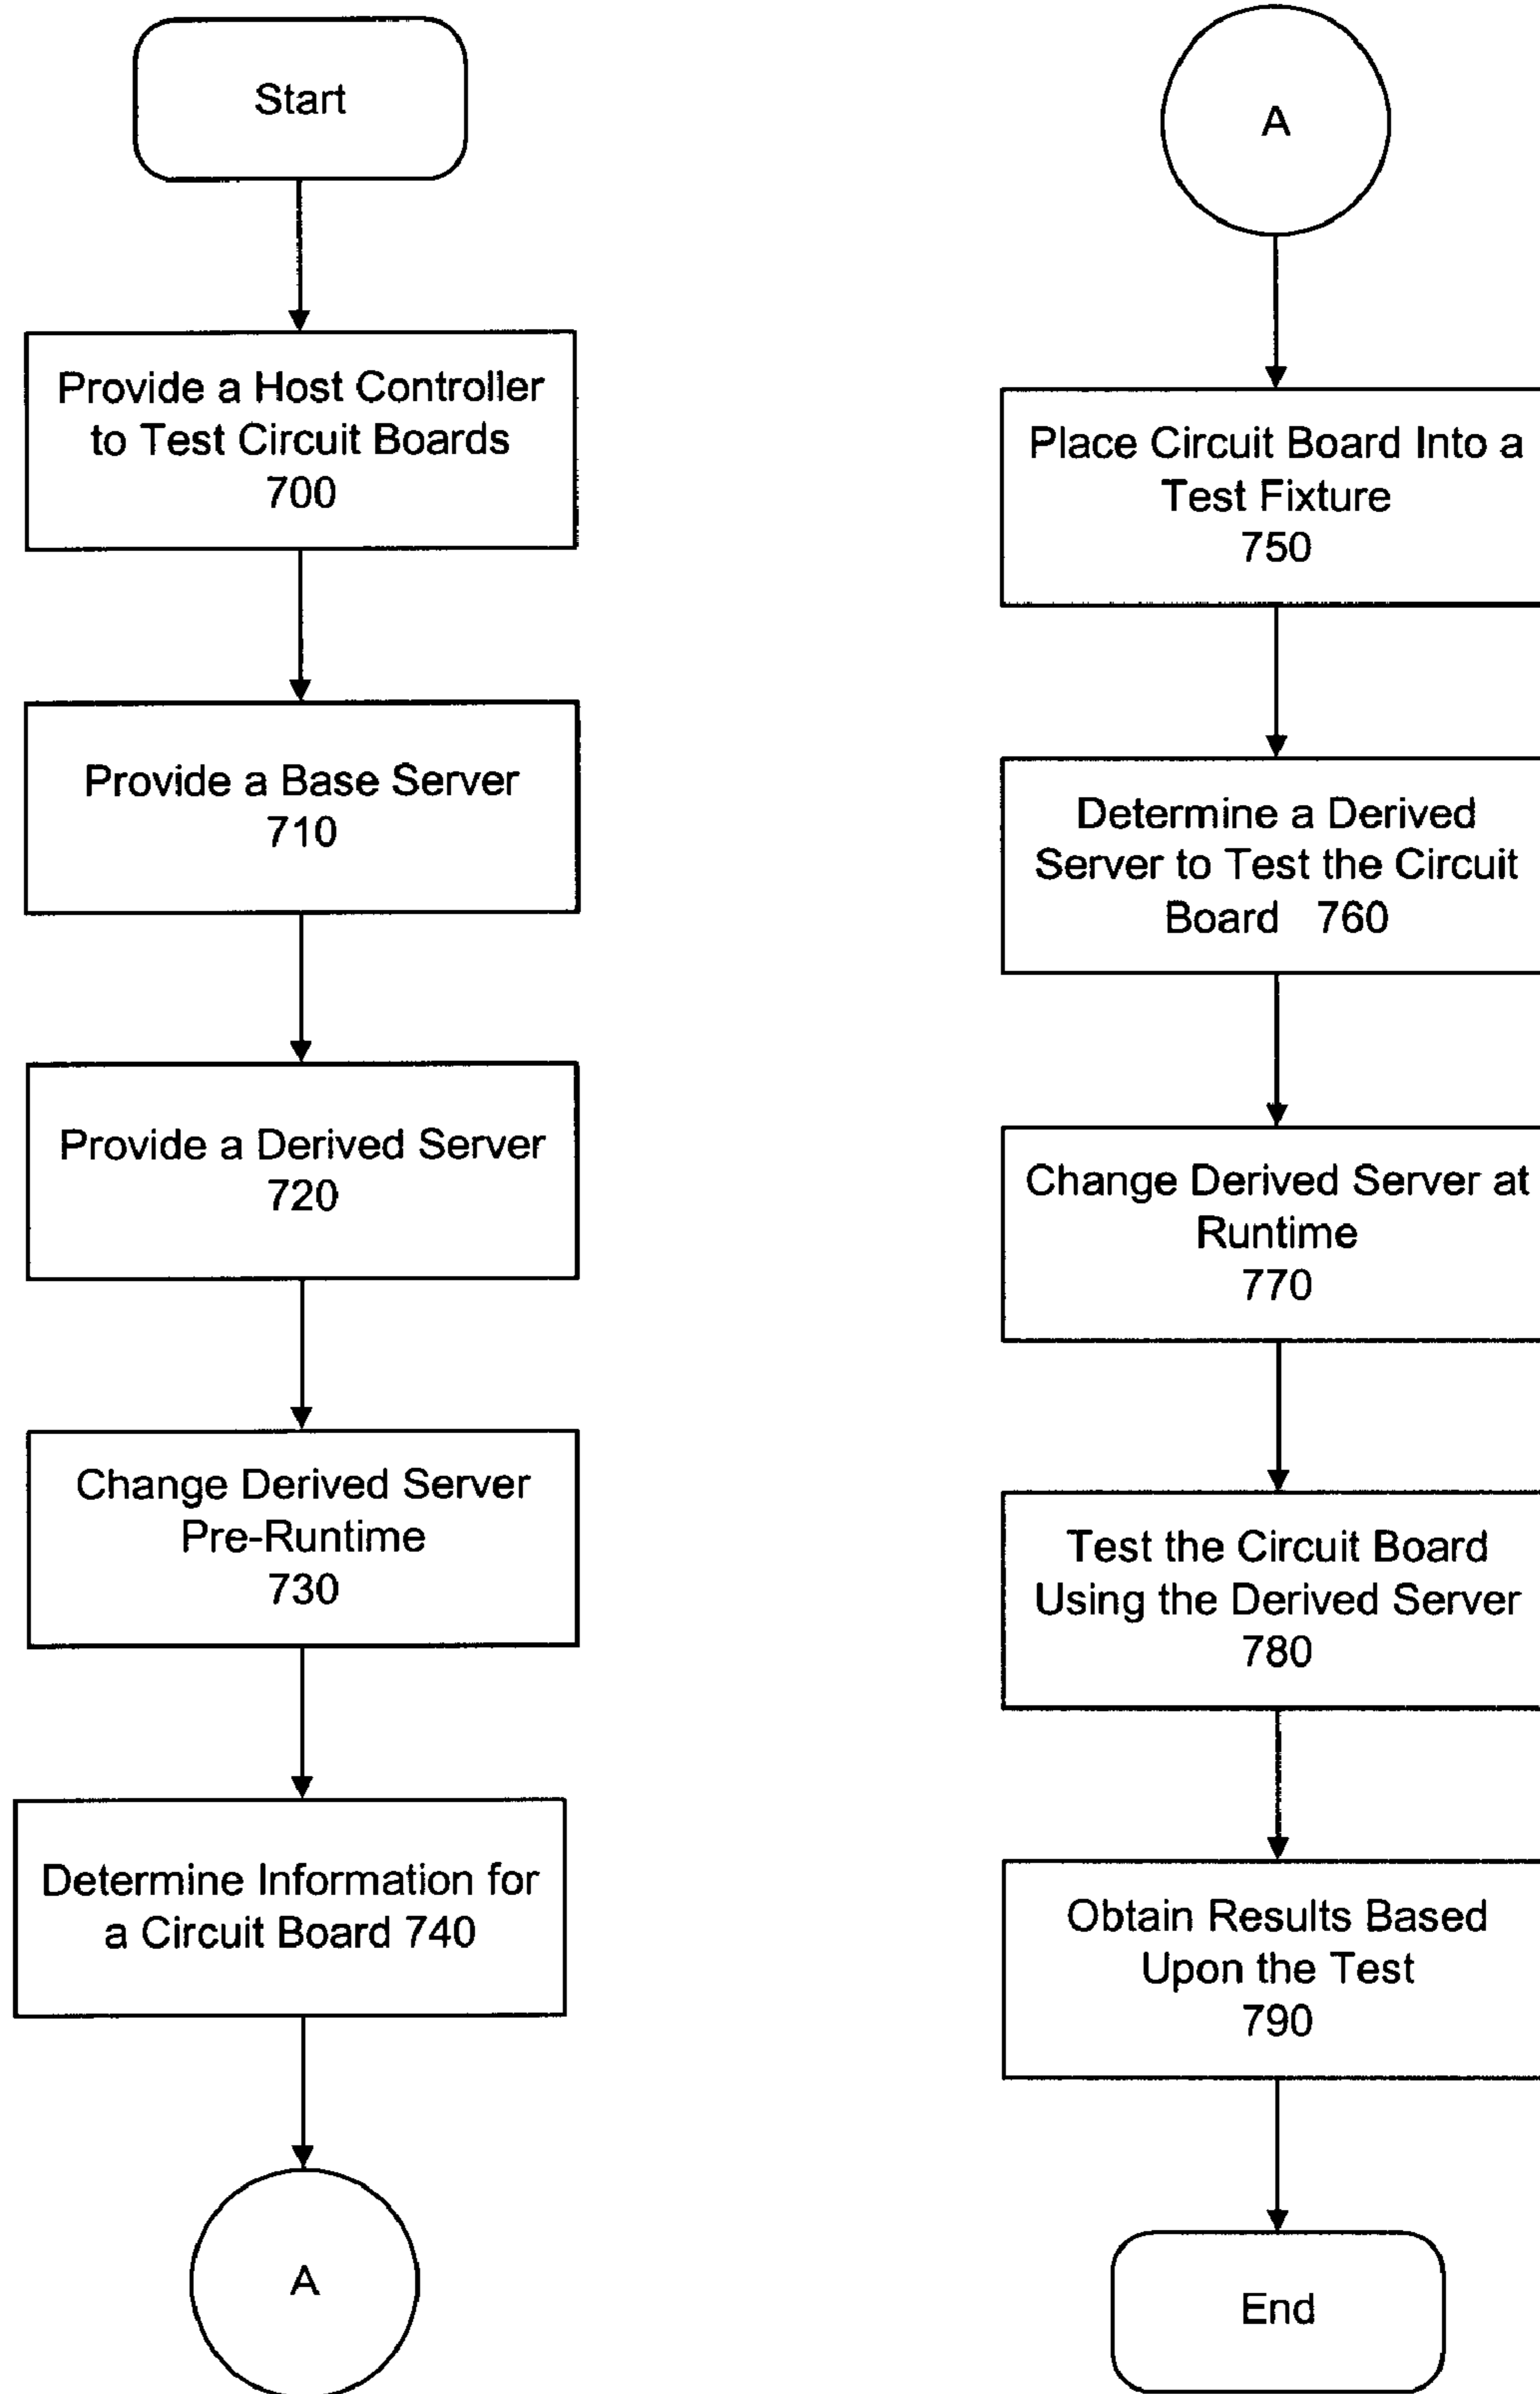 Start
Provide a Host Controller
to Test Circuit Boards
700
Provide a Base Server
710
Provide a Derived Server
720
Change Derived Server
Pre-Runtime
730
Determine Information for
a Circuit Board 740
A
A
Place Circuit Board Into a
Test Fixture
750
Determine a Derived
Server to Test the Circuit
Board 760
Change Derived Server at
Runtime
770
Test the Circuit Board
Using the Derived Server
780
Obtain Results Based
Upon the Test
790
End